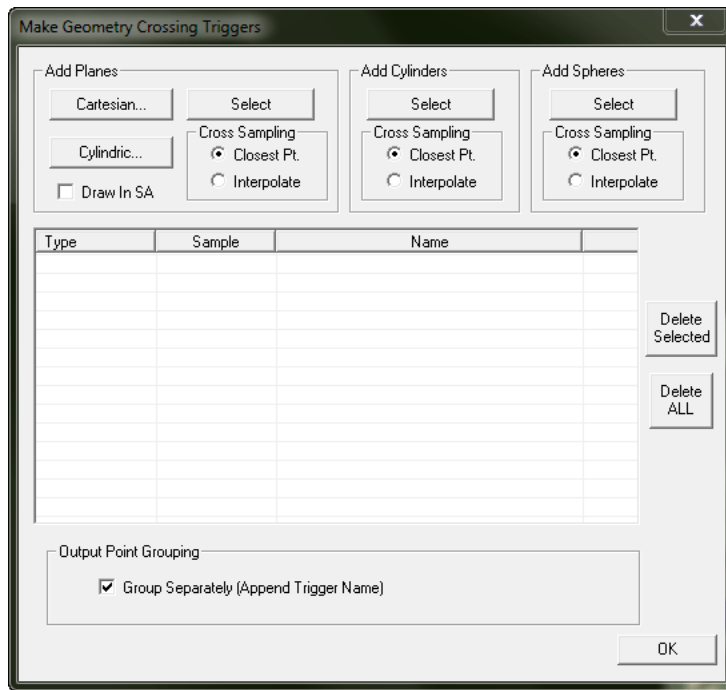 Make Geometry Crossing Triggers
x
Add Planes
Cartesian...
Select
Cylindric...
Cross Sampling
Closest Pt.
Interpolate
Draw In SA
Add Cylinders
Select
Cross Sampling
Closest Pt.
Interpolate
Add Spheres
Select
Cross Sampling
Closest Pt.
Interpolate
Type Sample Name
Delete
Selected
Delete
ALL
Output Point Grouping
Group Separately (Append Trigger Name)
OK